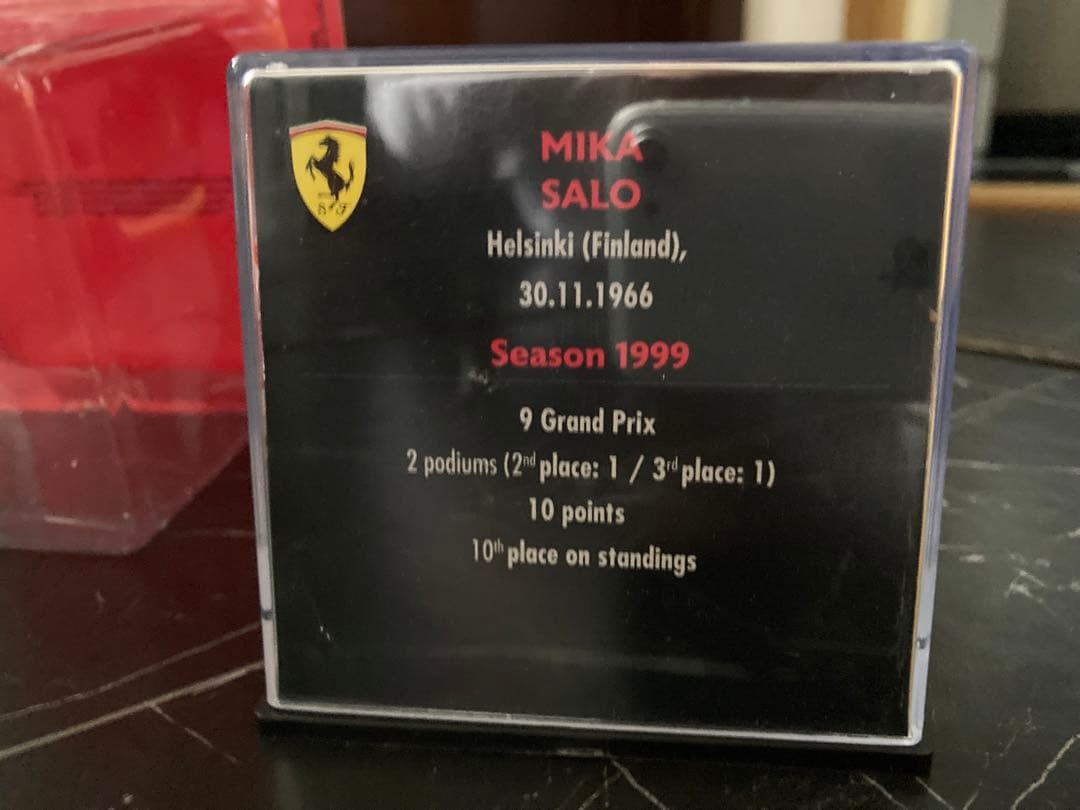 MIKA
SALO
Helsinki (Finland),
30.11.1966
Season 1999
9 Grand Prix
2 podiums (2nd place: 1 / 3rd place: 1)
10 points
10th place on standings
S F